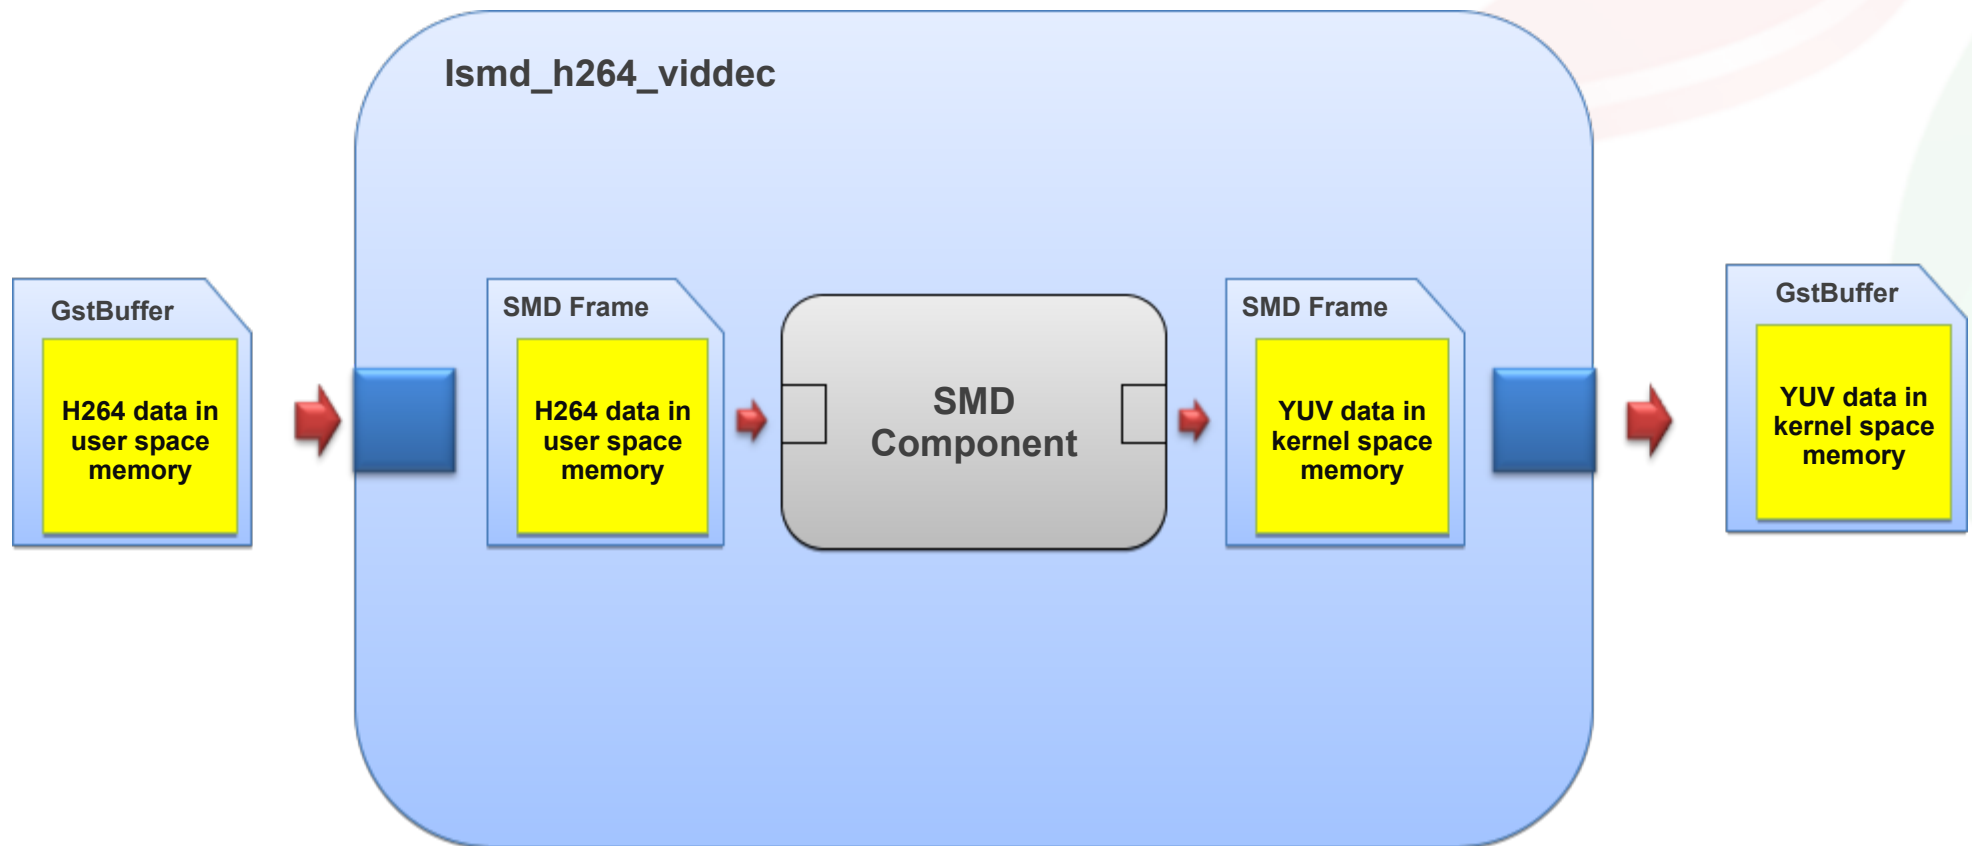 Ismd_h264_viddec
GstBuffer
H264 data in
user space
memory
SMD Frame
H264 data in
user space
memory
SMD
Component
SMD Frame
YUV data in
kernel space
memory
GstBuffer
YUV data in
kernel space
memory